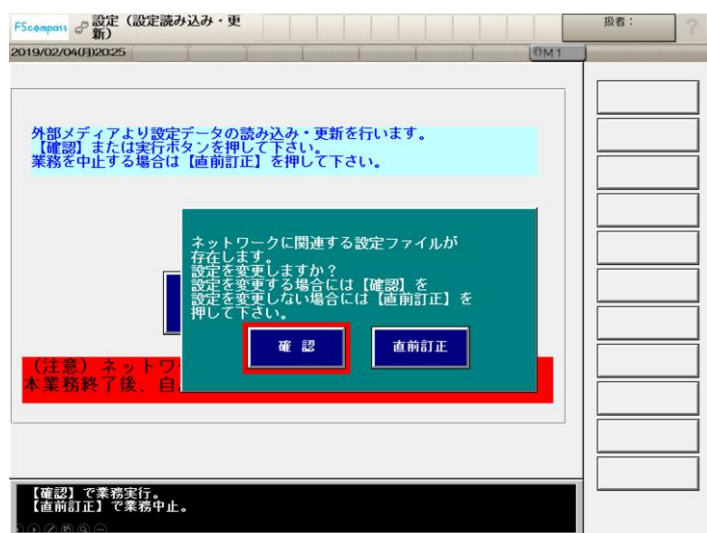 FScompass 設定（設定読み込み・更
新）
扱者：
?
2019/02/04(月)20:25
0M1
外部メディアより設定データの読み込み・更新を行います。
【確認】または実行ボタンを押して下さい。
業務を中止する場合は【直前訂正】を押して下さい。
ネットワークに関連する設定ファイルが
存在します。
設定を変更しますか？
設定を変更する場合には【確認】を
設定を変更しない場合には【直前訂正】を
押して下さい。
確 認
直前訂正
（注意）ネットワ
本業務終了後、自
【確認】で業務実行。
【直前訂正】で業務中止。